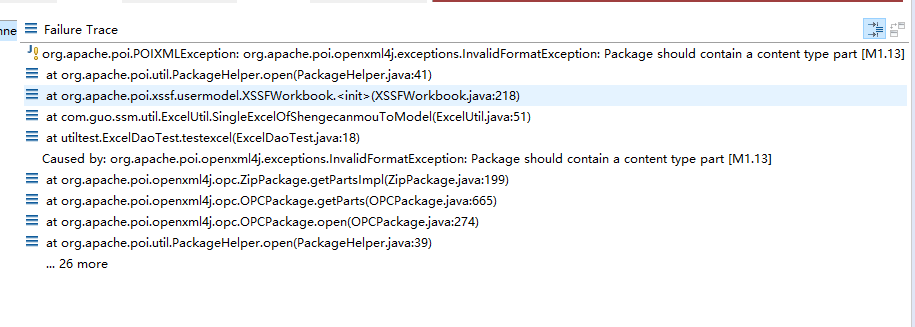 nne
Failure Trace
org.apache.poi.POIXMLException: org.apache.poi.openxml4j.exceptions.InvalidFormatException: Package should contain a content type part [M1.13]
at org.apache.poi.util.PackageHelper.open(PackageHelper.java:41)
at org.apache.poi.xssf.usermodel.XSSFWorkbook.<init>(XSSFWorkbook.java:218)
at com.guo.ssm.util.ExcelUtil.SingleExcelOfShengecanmouToModel(ExcelUtil.java:51)
at utiltest.ExcelDaoTest.testexcel(ExcelDaoTest.java:18)
Caused by: org.apache.poi.openxml4j.exceptions.InvalidFormatException: Package should contain a content type part [M1.13]
at org.apache.poi.openxml4j.opc.ZipPackage.getPartsImpl(ZipPackage.java:199)
at org.apache.poi.openxml4j.opc.OPCPackage.getParts(OPCPackage.java:665)
at org.apache.poi.openxml4j.opc.OPCPackage.open(OPCPackage.java:274)
at org.apache.poi.util.PackageHelper.open(PackageHelper.java:39)
... 26 more